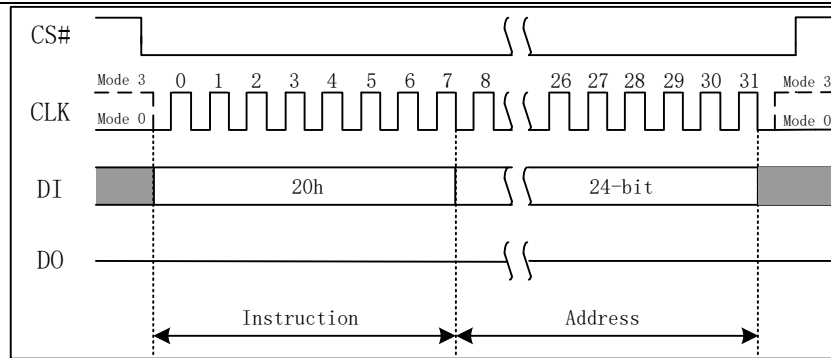 CS#
Mode 3 0 1 2 3 4 5 6 7 8 26 27 28 29 30 31 Mode 3
CLK
Mode 0 Mode 0
DI 20h 24-bit
DO
Instruction Address